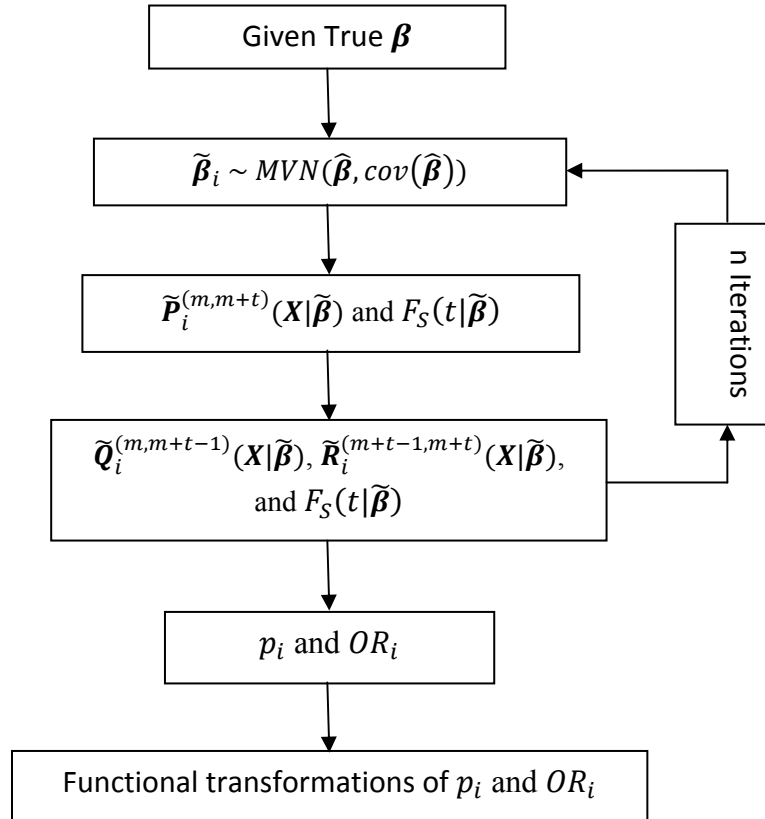 Given True 𝜷
𝜷̃ᵢ ~ MVN(𝜷̂, cov(𝜷̂))
𝑷̃ᵢ^(m,m+t)(𝑿|𝜷̃) and F_S(t|𝜷̃)
n Iterations
𝑸̃ᵢ^(m,m+t−1)(𝑿|𝜷̃), 𝑹̃ᵢ^(m+t−1,m+t)(𝑿|𝜷̃),
and F_S(t|𝜷̃)
pᵢ and ORᵢ
Functional transformations of pᵢ and ORᵢ